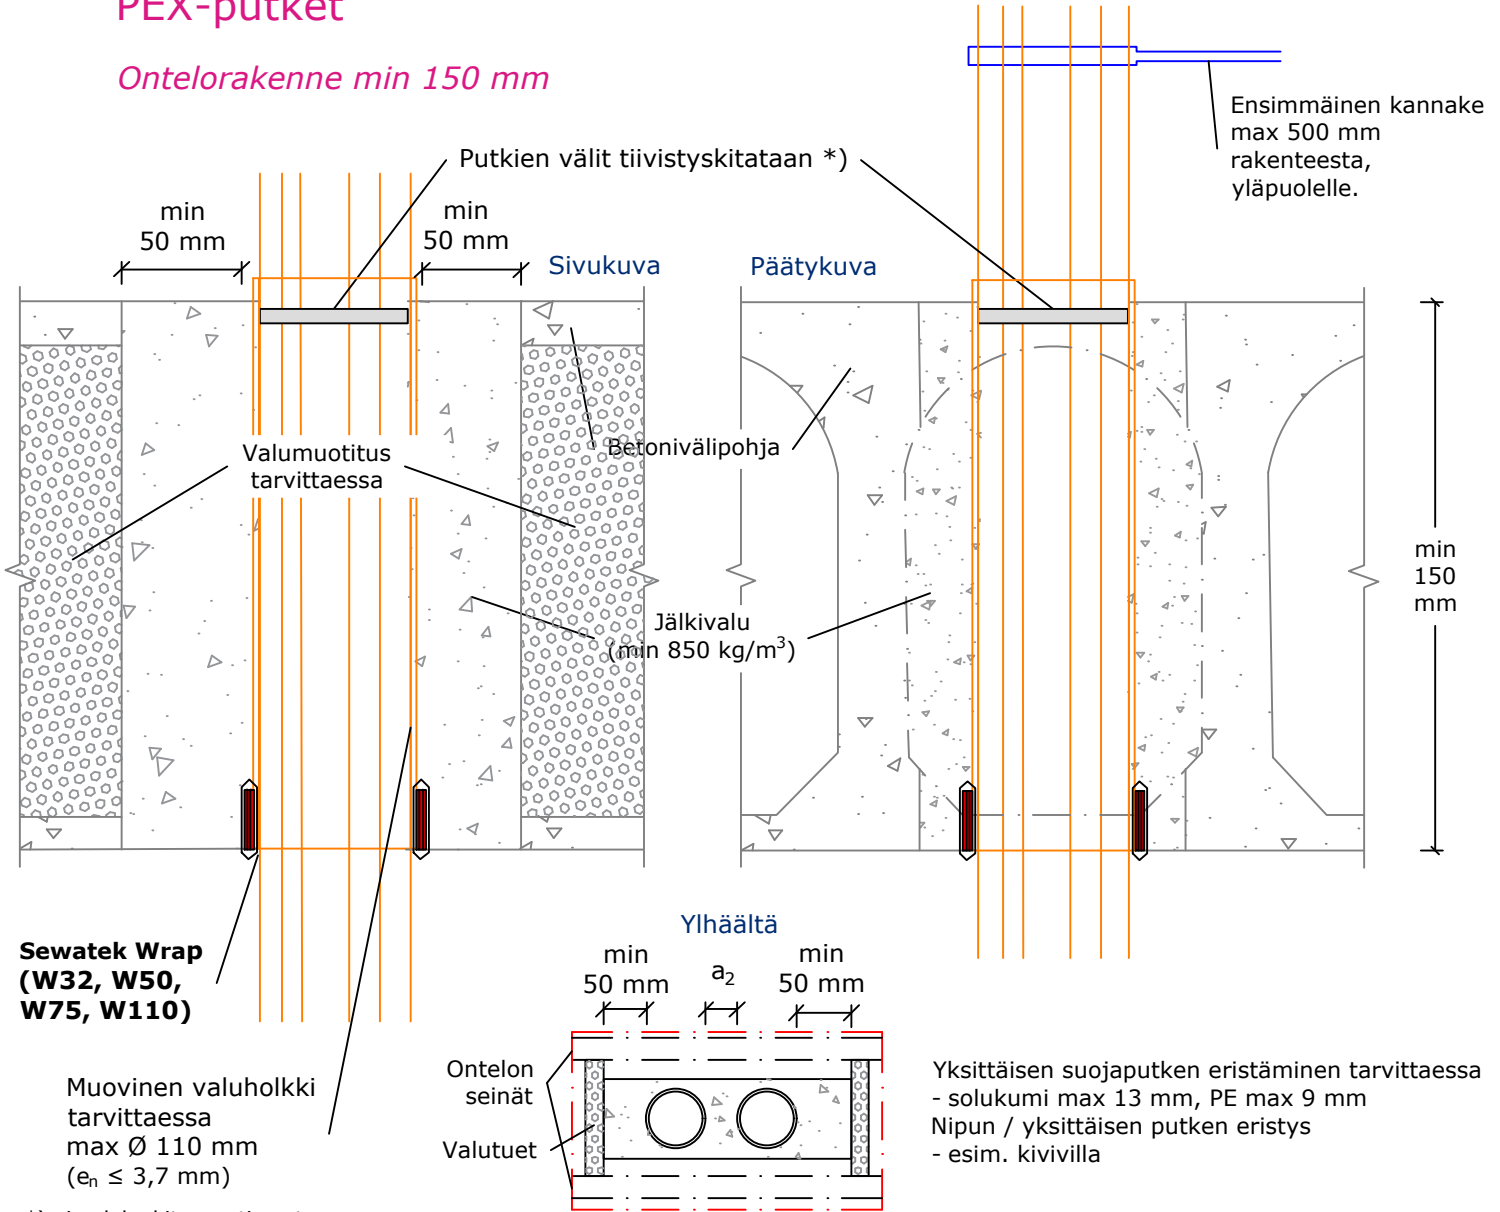 PEX-putket
Ontelorakenne min 150 mm
Ensimmäinen kannake
max 500 mm
rakenteesta,
yläpuolelle.
Putkien välit tiivistyskitataan *)
min
50 mm
min
50 mm
Sivukuva
Päätykuva
Valumuotitus
tarvittaessa
Betonivälipohja
min
150
mm
Jälkivalu
(min 850 kg/m³)
Sewatek Wrap
(W32, W50,
W75, W110)
Ylhäältä
min
50 mm
a₂
min
50 mm
Muovinen valuholkki
tarvittaessa
max Ø 110 mm
(eₙ ≤ 3,7 mm)
Ontelon
seinät
Valutuet
Yksittäisen suojaputken eristäminen tarvittaessa
- solukumi max 13 mm, PE max 9 mm
Nipun / yksittäisen putken eristys
- esim. kivivilla